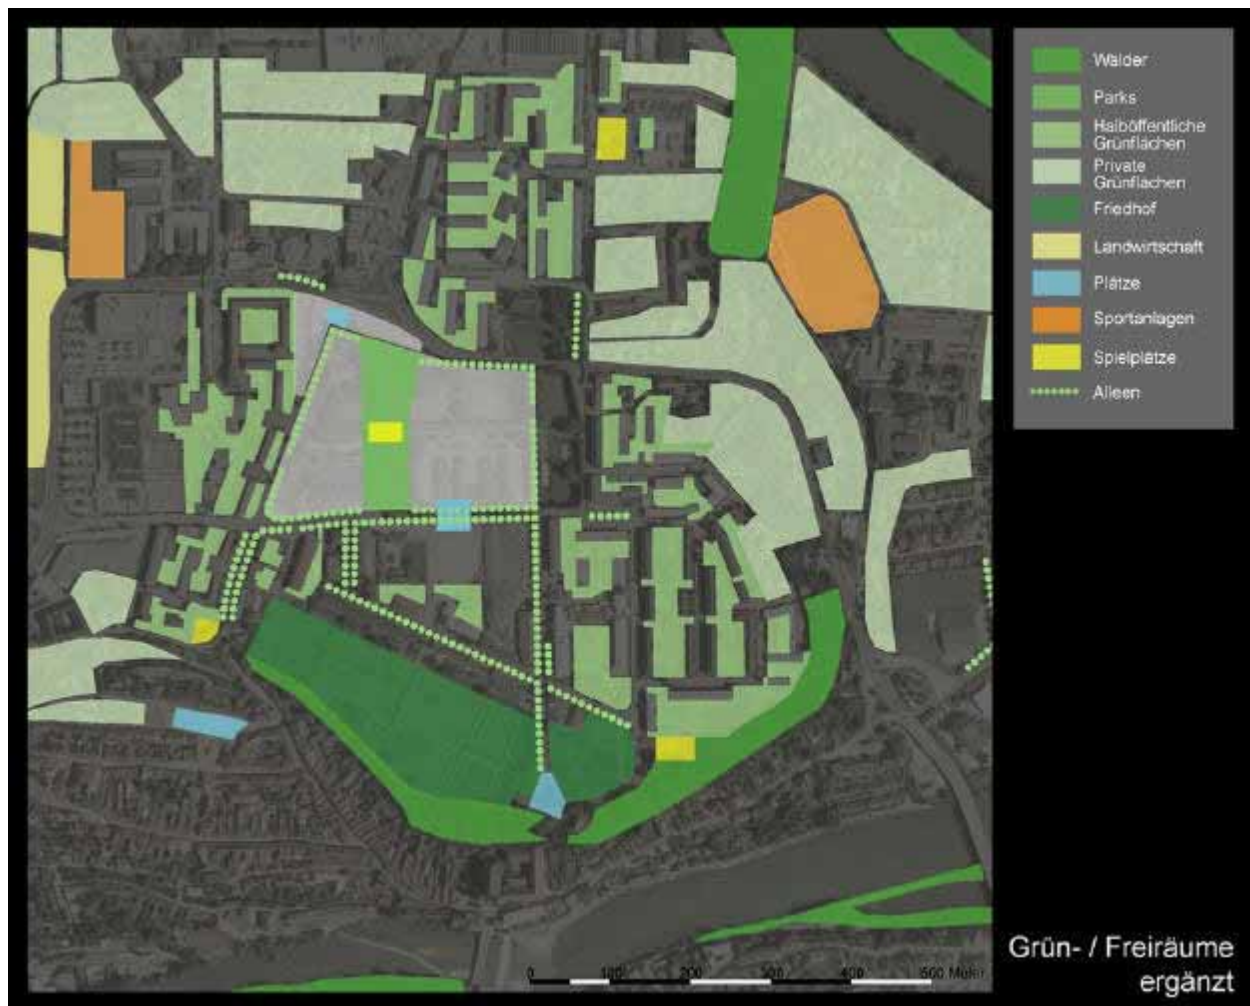 Wälder
Parks
Halböffentliche
Grünflächen
Private
Grünflächen
Friedhof
Landwirtschaft
Plätze
Sportanlagen
Spielplätze
Alleen
Grün- / Freiräume
ergänzt
0 100 200 300 400 500 Meter